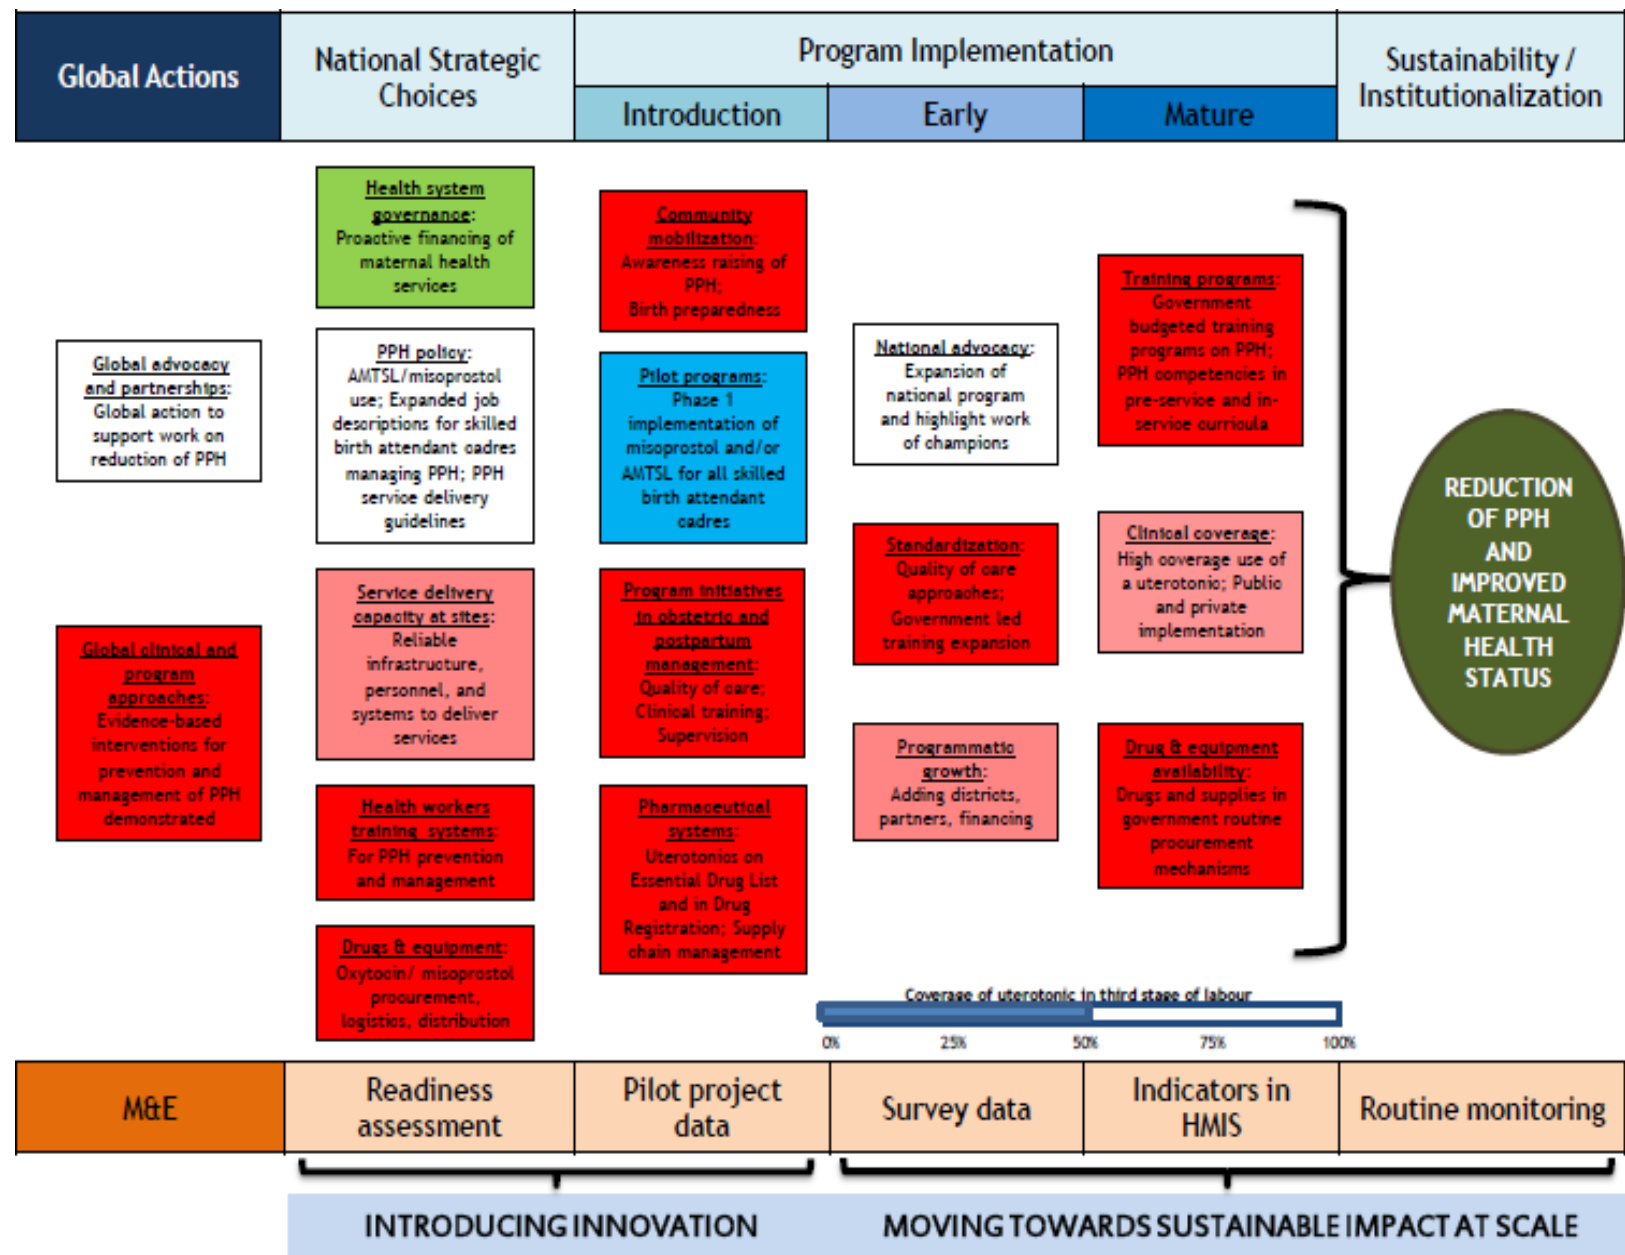 Global Actions
National Strategic
Choices
Program Implementation
Introduction
Early
Mature
Sustainability /
Institutionalization
Global advocacy
and partnerships:
Global action to
support work on
reduction of PPH
Global clinical and
program
approaches:
Evidence-based
interventions for
prevention and
management of PPH
demonstrated
Health system
governance:
Proactive financing of
maternal health
services
PPH policy:
AMTSL/misoprostol
use; Expanded job
descriptions for skilled
birth attendant cadres
managing PPH; PPH
service delivery
guidelines
Service delivery
capacity at sites:
Reliable
infrastructure,
personnel, and
systems to deliver
services
Health workers
training systems:
For PPH prevention
and management
Drugs & equipment:
Oxytocin/ misoprostol
procurement,
logistics, distribution
Community
mobilization:
Awareness raising of
PPH;
Birth preparedness
Pilot programs:
Phase 1
implementation of
misoprostol and/or
AMTSL for all skilled
birth attendant
cadres
Program initiatives
in obstetric and
postpartum
management:
Quality of care;
Clinical training;
Supervision
Pharmaceutical
systems:
Uterotonics on
Essential Drug List
and in Drug
Registration; Supply
chain management
National advocacy:
Expansion of
national program
and highlight work
of champions
Standardization:
Quality of care
approaches;
Government led
training expansion
Programmatic
growth:
Adding districts,
partners, financing
Training programs:
Government
budgeted training
programs on PPH;
PPH competencies in
pre-service and in-
service curricula
Clinical coverage:
High coverage use of
a uterotonic; Public
and private
implementation
Drug & equipment
availability:
Drugs and supplies in
government routine
procurement
mechanisms
REDUCTION
OF PPH
AND
IMPROVED
MATERNAL
HEALTH
STATUS
Coverage of uterotonic in third stage of labour
0% 25% 50% 75% 100%
M&E
Readiness
assessment
Pilot project
data
Survey data
Indicators in
HMIS
Routine monitoring
INTRODUCING INNOVATION
MOVING TOWARDS SUSTAINABLE IMPACT AT SCALE